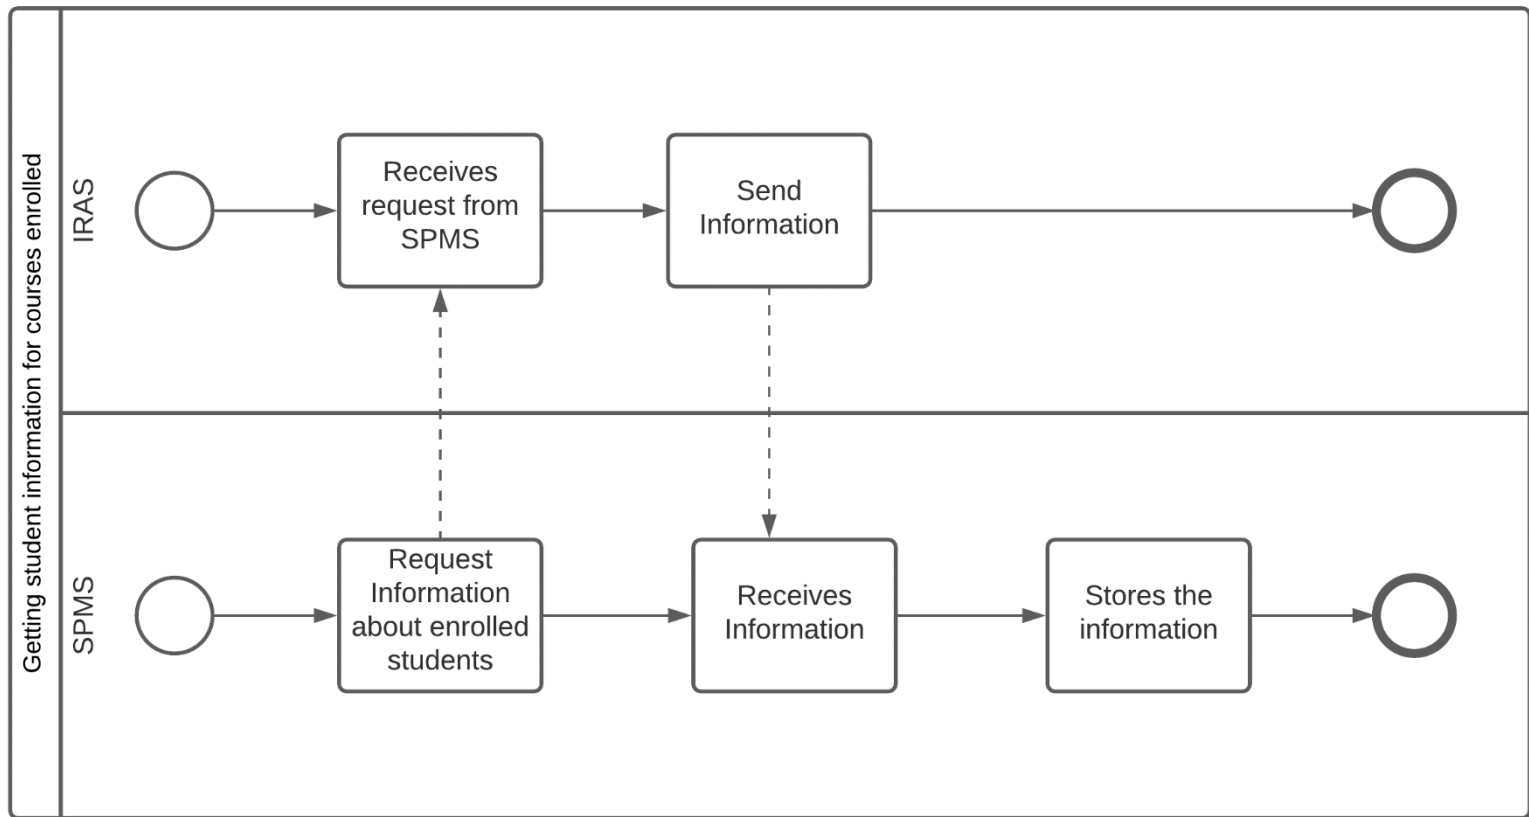 Getting student information for courses enrolled
IRAS
Receives
request from
SPMS
Send
Information
SPMS
Request
Information
about enrolled
students
Receives
Information
Stores the
information